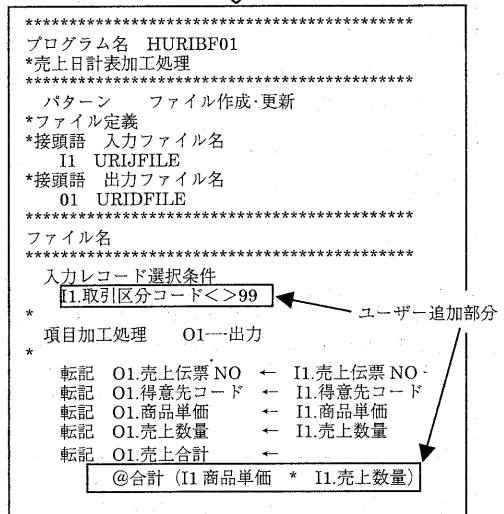 ********************************************
プログラム名　HURIBF01
*売上日計表加工処理
********************************************
パターン　　ファイル作成・更新
*ファイル定義
*接頭語　入力ファイル名
I1　URIJFILE
*接頭語　出力ファイル名
01　URIDFILE
********************************************
ファイル名
********************************************
入力レコード選択条件
I1.取引区分コード<>99
ユーザー追加部分
*
項目加工処理　　O1―-出力
*
転記　O1.売上伝票 NO　←　I1.売上伝票 NO
転記　O1.得意先コード　←　I1.得意先コード
転記　O1.商品単価　←　I1.商品単価
転記　O1.売上数量　←　I1.売上数量
転記　O1.売上合計　←
@合計（I1 商品単価　*　I1.売上数量）